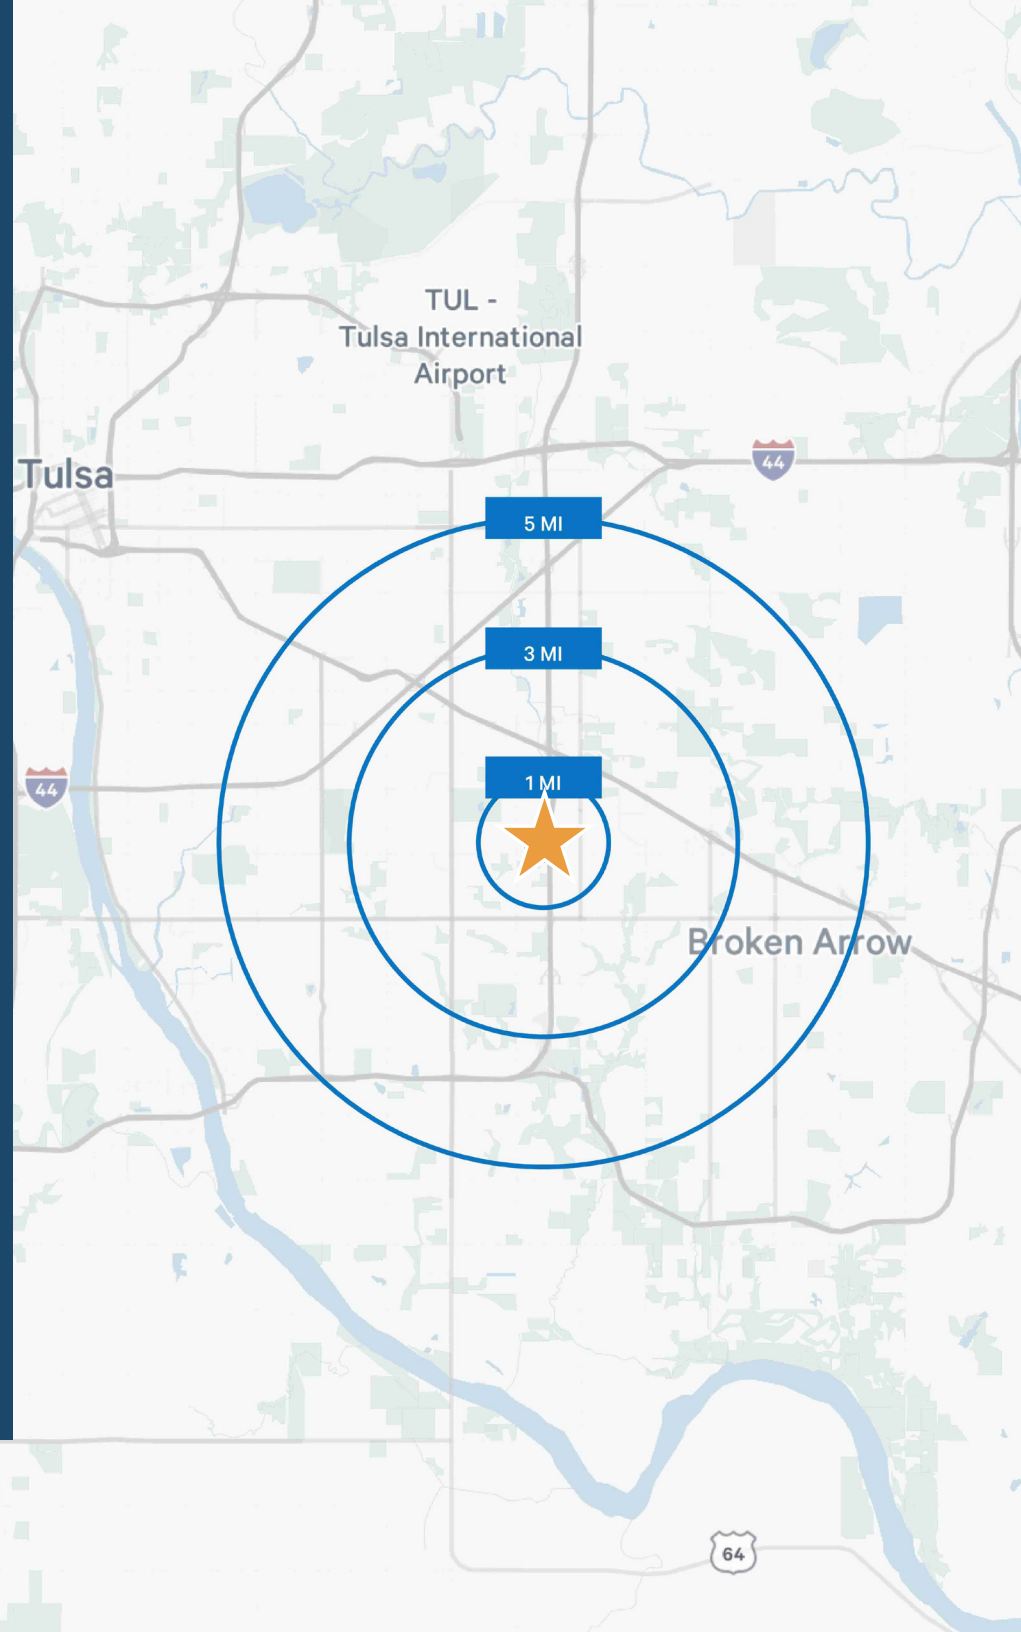 TUL -
Tulsa International
Airport
44
Tulsa
5 MI
3 MI
1 MI
44
Broken Arrow
64